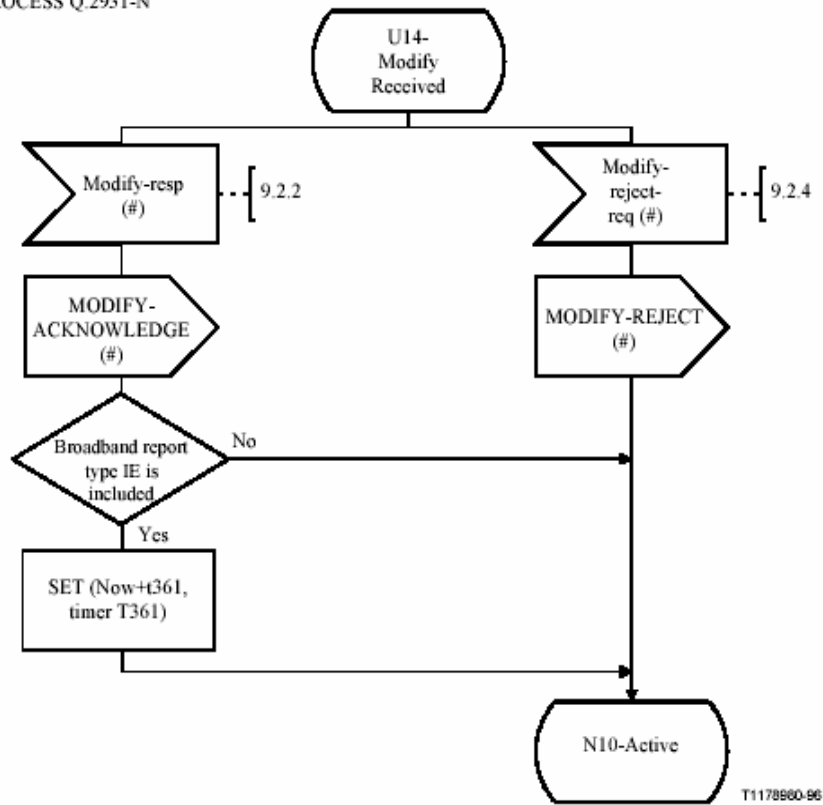 PROCESS Q.2931-N
U14-
Modify
Received
Modify-resp
(#)
9.2.2
Modify-
reject-
req (#)
9.2.4
MODIFY-
ACKNOWLEDGE
(#)
MODIFY-REJECT
(#)
Broadband report
type IE is
included
No
Yes
SET (Now+t361,
timer T361)
N10-Active
T1178980-96